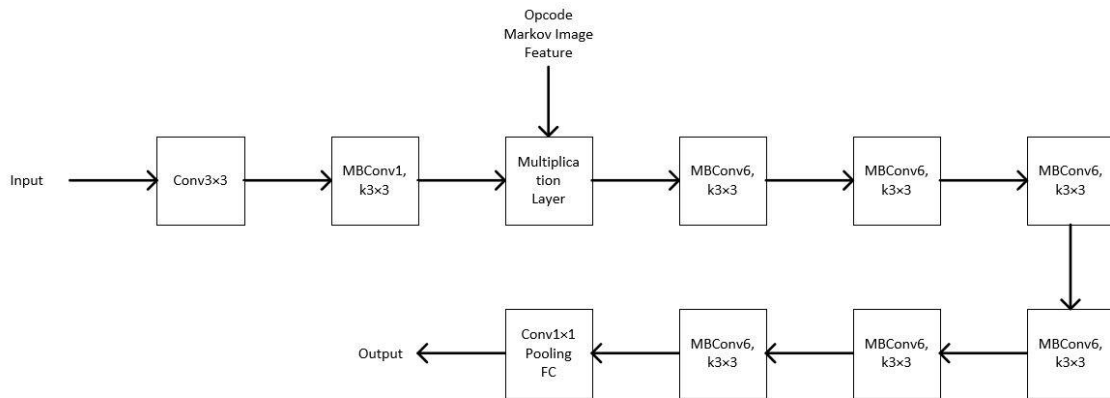 Opcode
Markov Image
Feature
Input
Conv3×3
MBConv1,
k3×3
Multiplica
tion
Layer
MBConv6,
k3×3
MBConv6,
k3×3
MBConv6,
k3×3
Output
Conv1×1
Pooling
FC
MBConv6,
k3×3
MBConv6,
k3×3
MBConv6,
k3×3